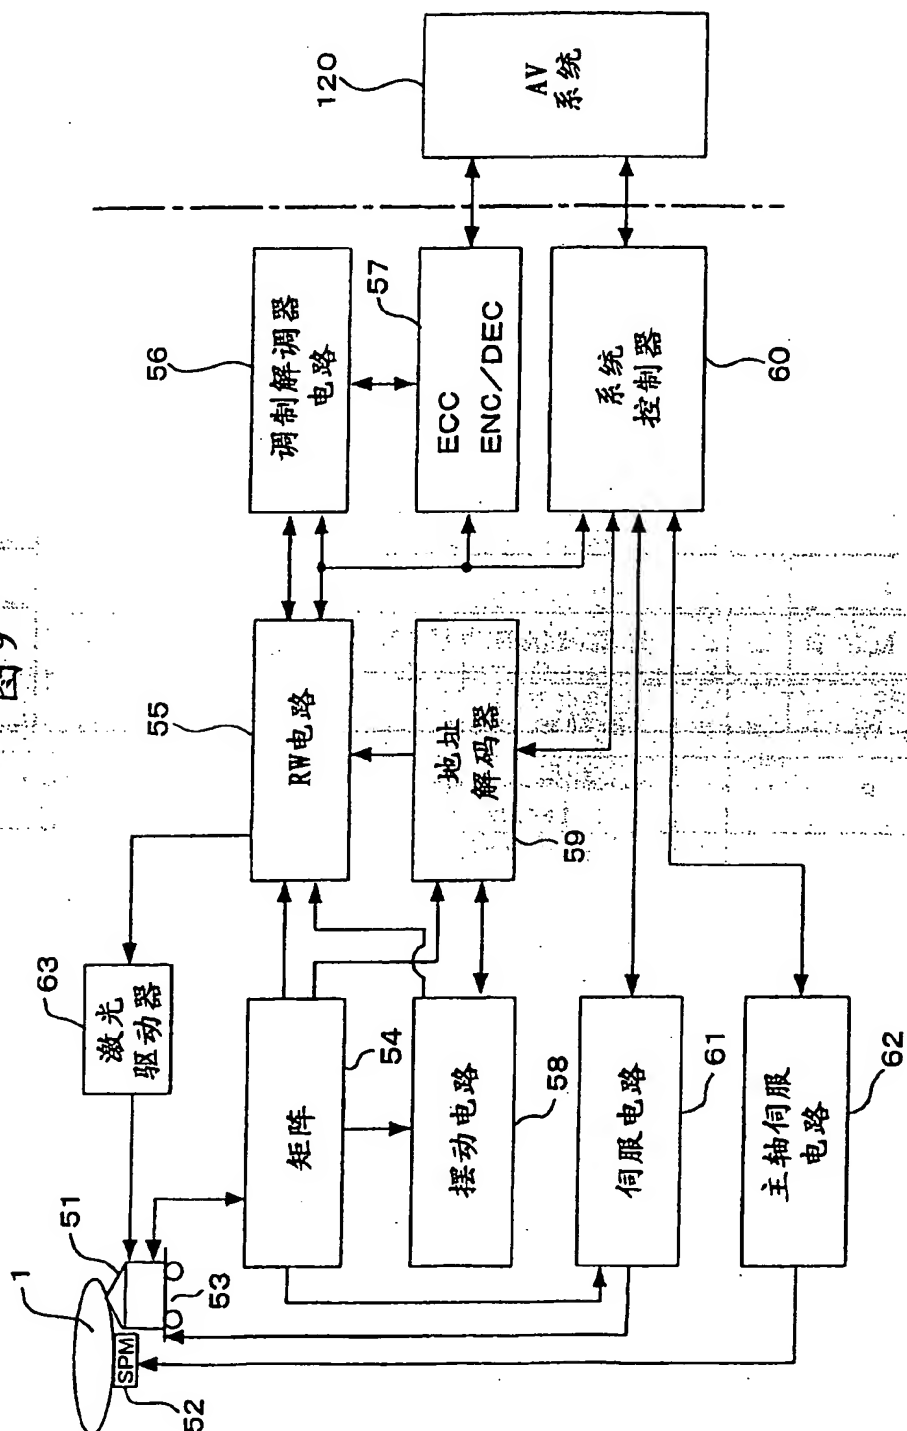 图 9
1
51
52
SPM
53
63
激光
驱动器
矩阵
54
55
RW电路
56
调制解调器
电路
57
ECC
ENC/DEC
120
AV
系统
摆动电路
58
地址
解码器
59
系统
控制器
60
伺服电路
61
主轴伺服
电路
62